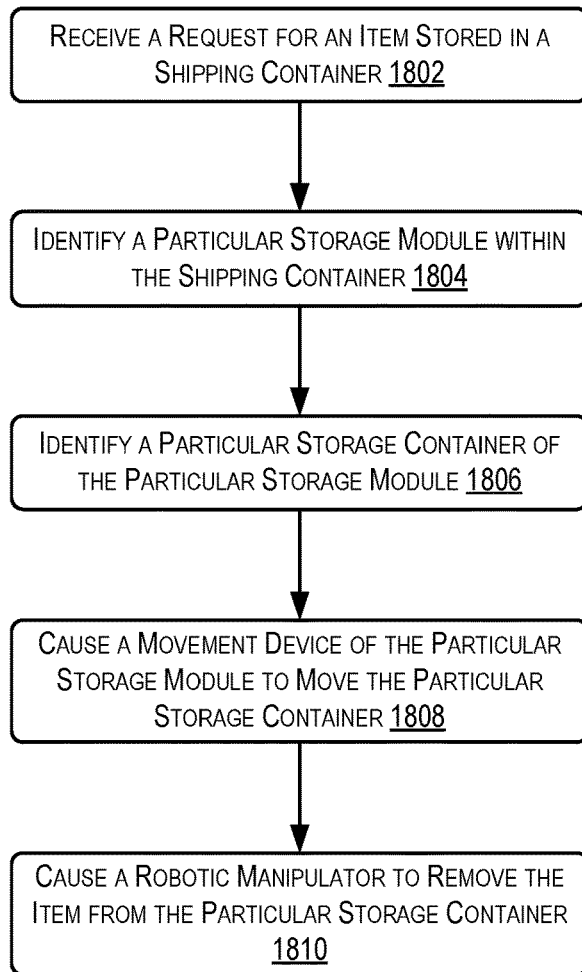 RECEIVE A REQUEST FOR AN ITEM STORED IN A
SHIPPING CONTAINER 1802
IDENTIFY A PARTICULAR STORAGE MODULE WITHIN
THE SHIPPING CONTAINER 1804
IDENTIFY A PARTICULAR STORAGE CONTAINER OF
THE PARTICULAR STORAGE MODULE 1806
CAUSE A MOVEMENT DEVICE OF THE PARTICULAR
STORAGE MODULE TO MOVE THE PARTICULAR
STORAGE CONTAINER 1808
CAUSE A ROBOTIC MANIPULATOR TO REMOVE THE
ITEM FROM THE PARTICULAR STORAGE CONTAINER
1810